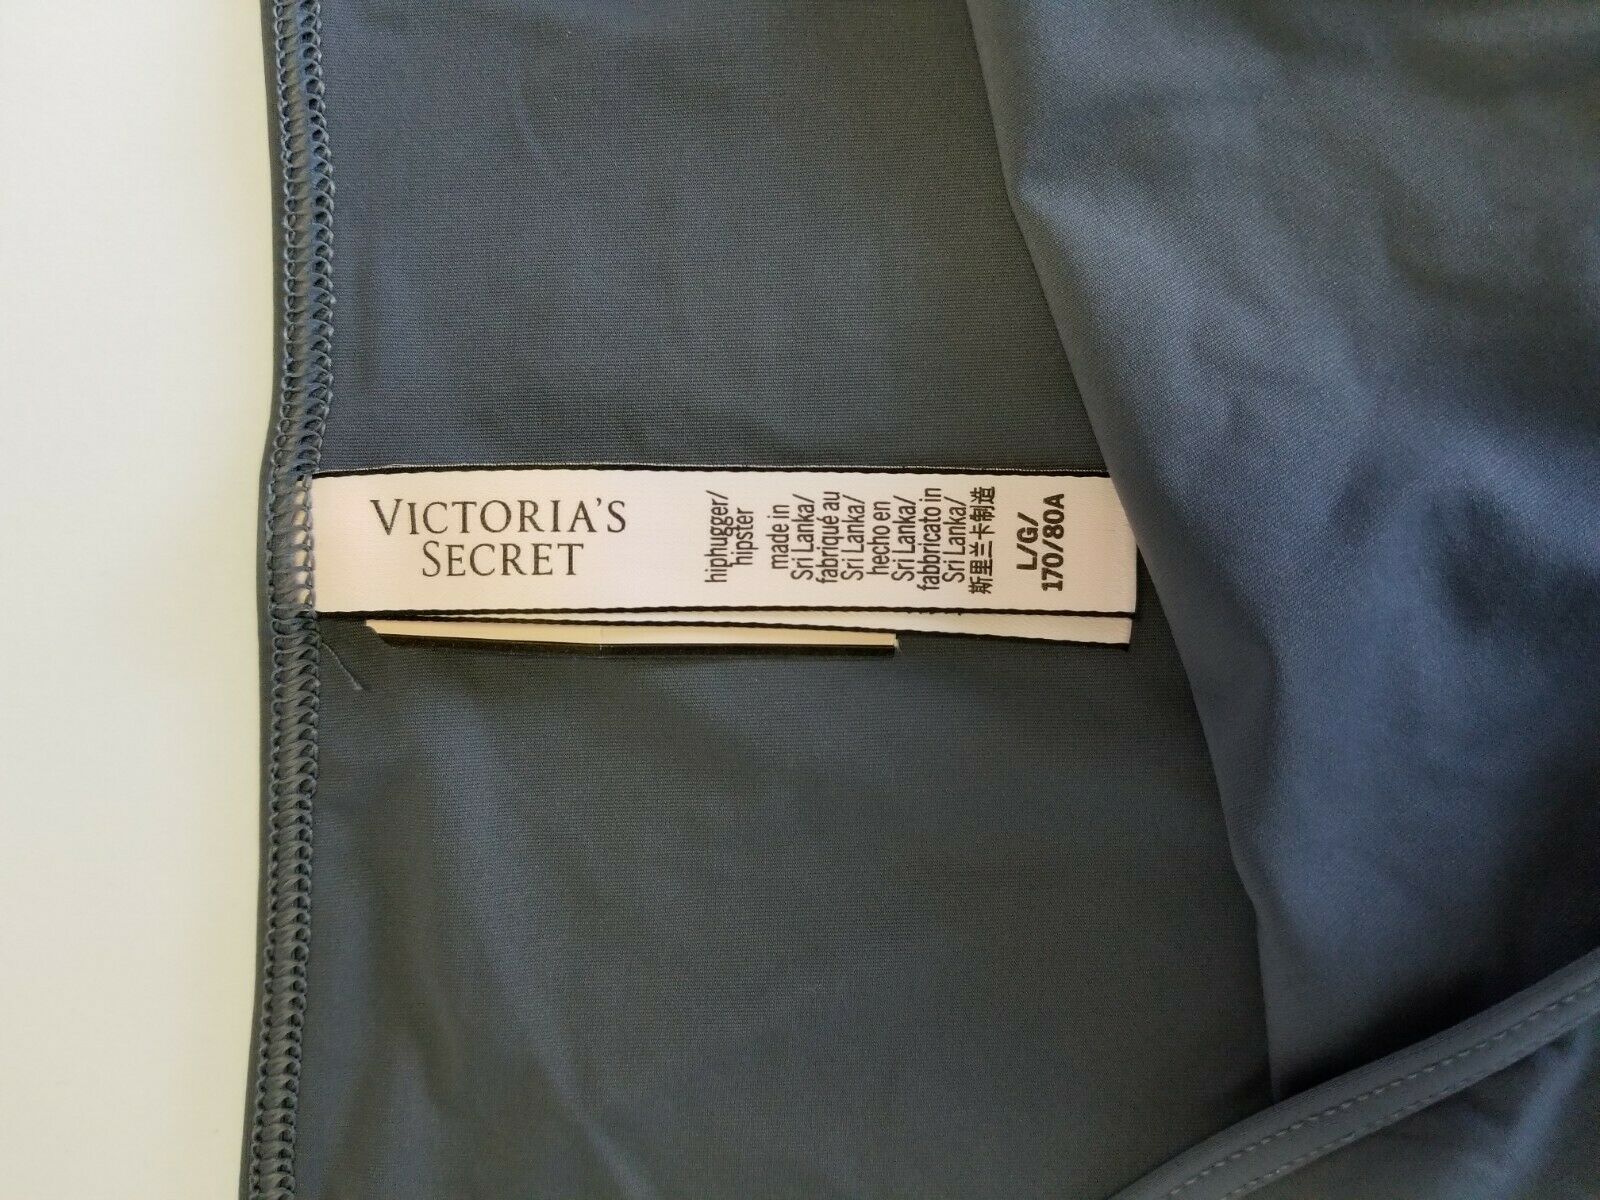 VICTORIA'S
SECRET
hiphugger/
hipster
made in
Sri Lanka/
fabriqué au
Sri Lanka/
hecho en
Sri Lanka/
fabbricato in
Sri Lanka/
斯里兰卡制造
L/G/
170/80A